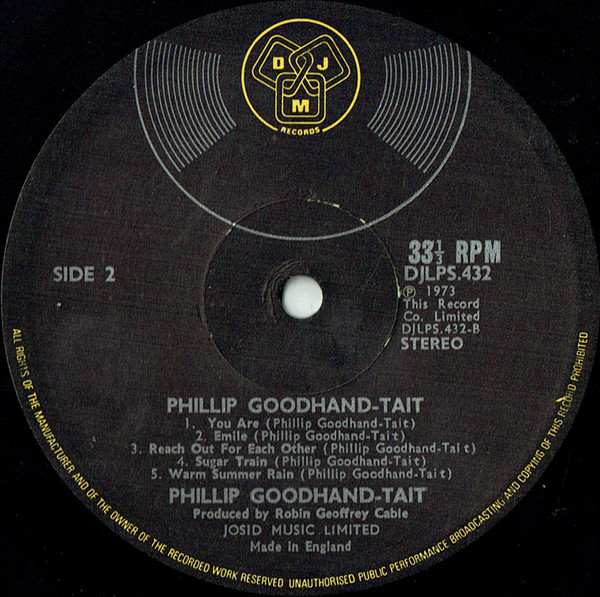 D J
M
RECORDS
SIDE 2
33⅓ RPM
DJLPS.432
℗ 1973
This Record
Co. Limited
DJLPS.432-B
STEREO
PHILLIP GOODHAND-TAIT
1. You Are (Phillip Goodhand-Tait)
2. Emile (Phillip Goodhand-Tait)
3. Reach Out For Each Other (Phillip Goodhand-Tait)
4. Sugar Train (Phillip Goodhand-Tait)
5. Warm Summer Rain (Phillip Goodhand-Tait)
PHILLIP GOODHAND-TAIT
Produced by Robin Geoffrey Cable
JOSID MUSIC LIMITED
Made in England
ALL RIGHTS OF THE MANUFACTURER AND OF THE OWNER OF THE RECORDED WORK RESERVED UNAUTHORISED PUBLIC PERFORMANCE BROADCASTING AND COPYING OF THIS RECORD PROHIBITED